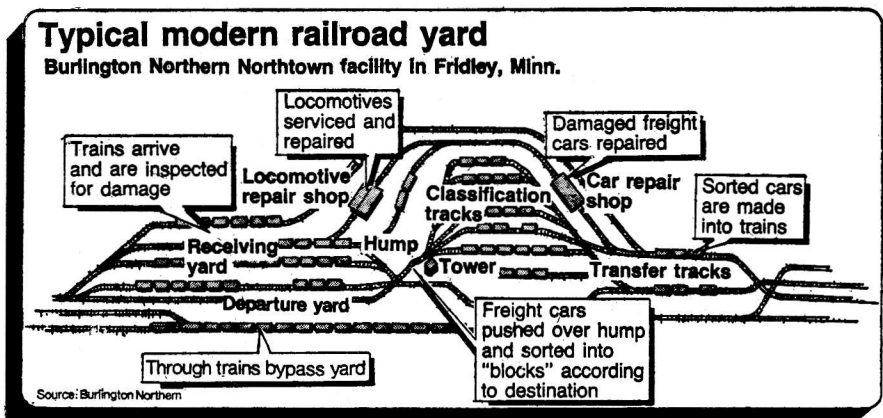 Typical modern railroad yard
Burlington Northern Northtown facility in Fridley, Minn.
Locomotives
serviced and
repaired
Damaged freight
cars repaired
Trains arrive
and are inspected
for damage
Locomotive
repair shop
Classification
tracks
Car repair
shop
Sorted cars
are made
into trains
Receiving
yard
Hump
Tower
Transfer tracks
Departure yard
Freight cars
pushed over hump
and sorted into
"blocks" according
to destination
Through trains bypass yard
Source: Burlington Northern